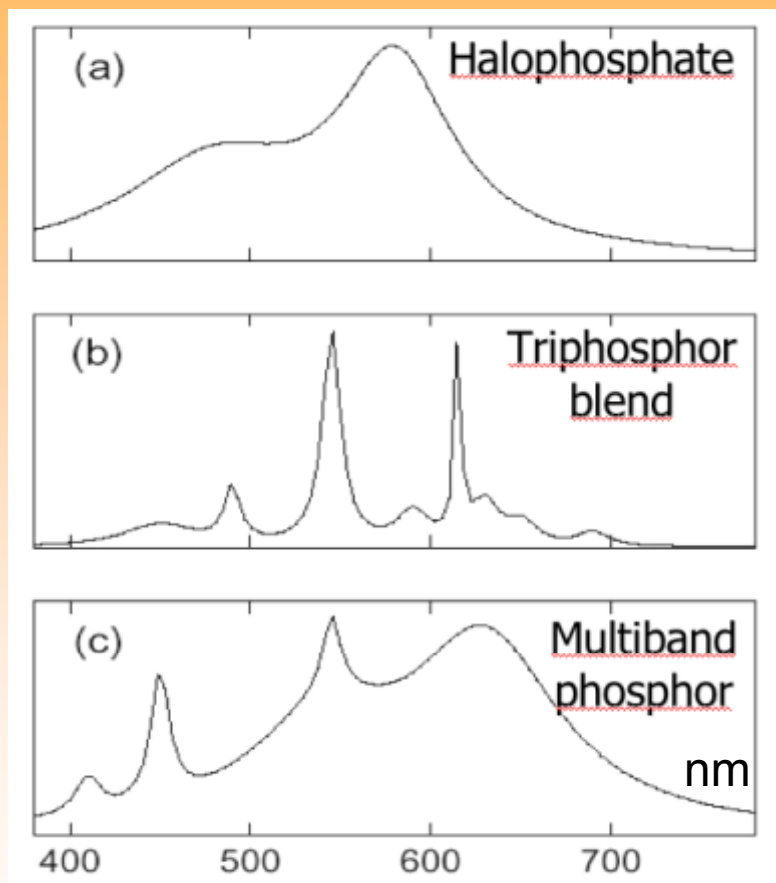 (a)
Halophosphate
(b)
Triphosphor
blend
(c)
Multiband
phosphor
nm
400 500 600 700